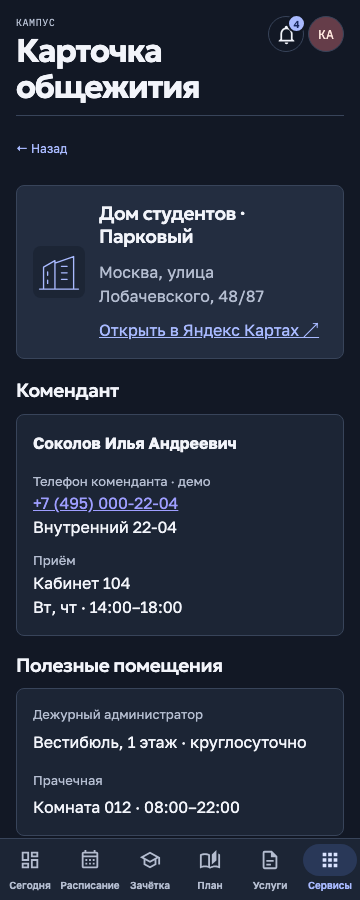 КАМПУС
Карточка
общежития
4
КА
← Назад
Дом студентов ·
Парковый
Москва, улица
Лобачевского, 48/87
Открыть в Яндекс Картах ↗
Комендант
Соколов Илья Андреевич
Телефон коменданта · демо
+7 (495) 000-22-04
Внутренний 22-04
Приём
Кабинет 104
Вт, чт · 14:00–18:00
Полезные помещения
Дежурный администратор
Вестибюль, 1 этаж · круглосуточно
Прачечная
Комната 012 · 08:00–22:00
Сегодня Расписание Зачётка План Услуги Сервисы